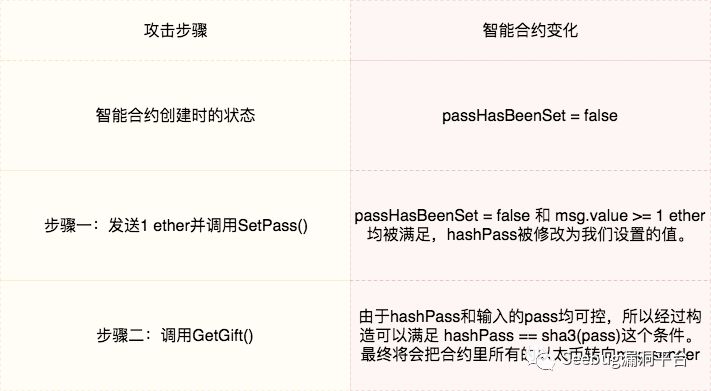 攻击步骤
智能合约变化
智能合约创建时的状态
passHasBeenSet = false
步骤一：发送1 ether并调用SetPass()
passHasBeenSet = false 和 msg.value >= 1 ether
均被满足，hashPass被修改为我们设置的值。
步骤二：调用GetGift()
由于hashPass和输入的pass均可控，所以经过构
造可以满足 hashPass == sha3(pass)这个条件。
最终将会把合约里所有的以太币转向
Seebug漏洞平台